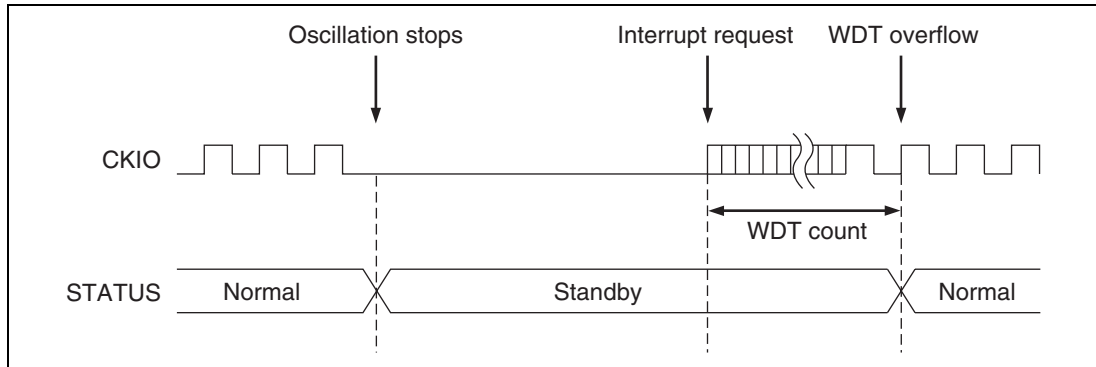 Oscillation stops Interrupt request WDT overflow
CKIO
WDT count
STATUS Normal Standby Normal